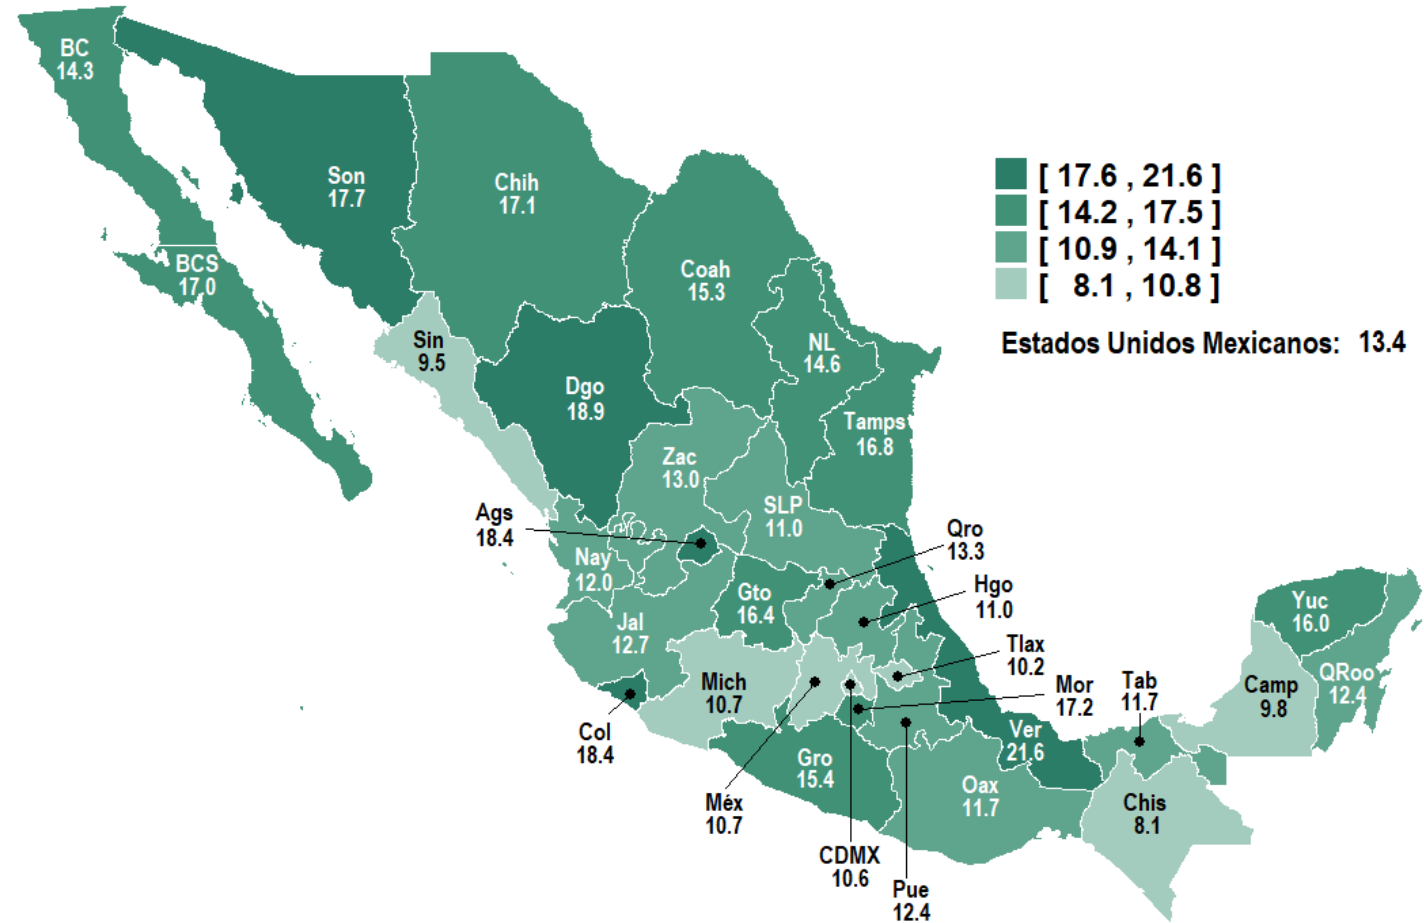 BC
14.3
Son
17.7
Chih
17.1
[ 17.6 , 21.6 ]
[ 14.2 , 17.5 ]
[ 10.9 , 14.1 ]
[ 8.1 , 10.8 ]
Estados Unidos Mexicanos: 13.4
BCS
17.0
Coah
15.3
Sin
9.5
NL
14.6
Dgo
18.9
Tamps
16.8
Zac
13.0
SLP
11.0
Ags
18.4
Qro
13.3
Nay
12.0
Gto
16.4
Hgo
11.0
Yuc
16.0
Jal
12.7
Tlax
10.2
Mich
10.7
Mor
17.2
Tab
11.7
Camp
9.8
QRoo
12.4
Col
18.4
Ver
21.6
Gro
15.4
Oax
11.7
Méx
10.7
Chis
8.1
CDMX
10.6
Pue
12.4